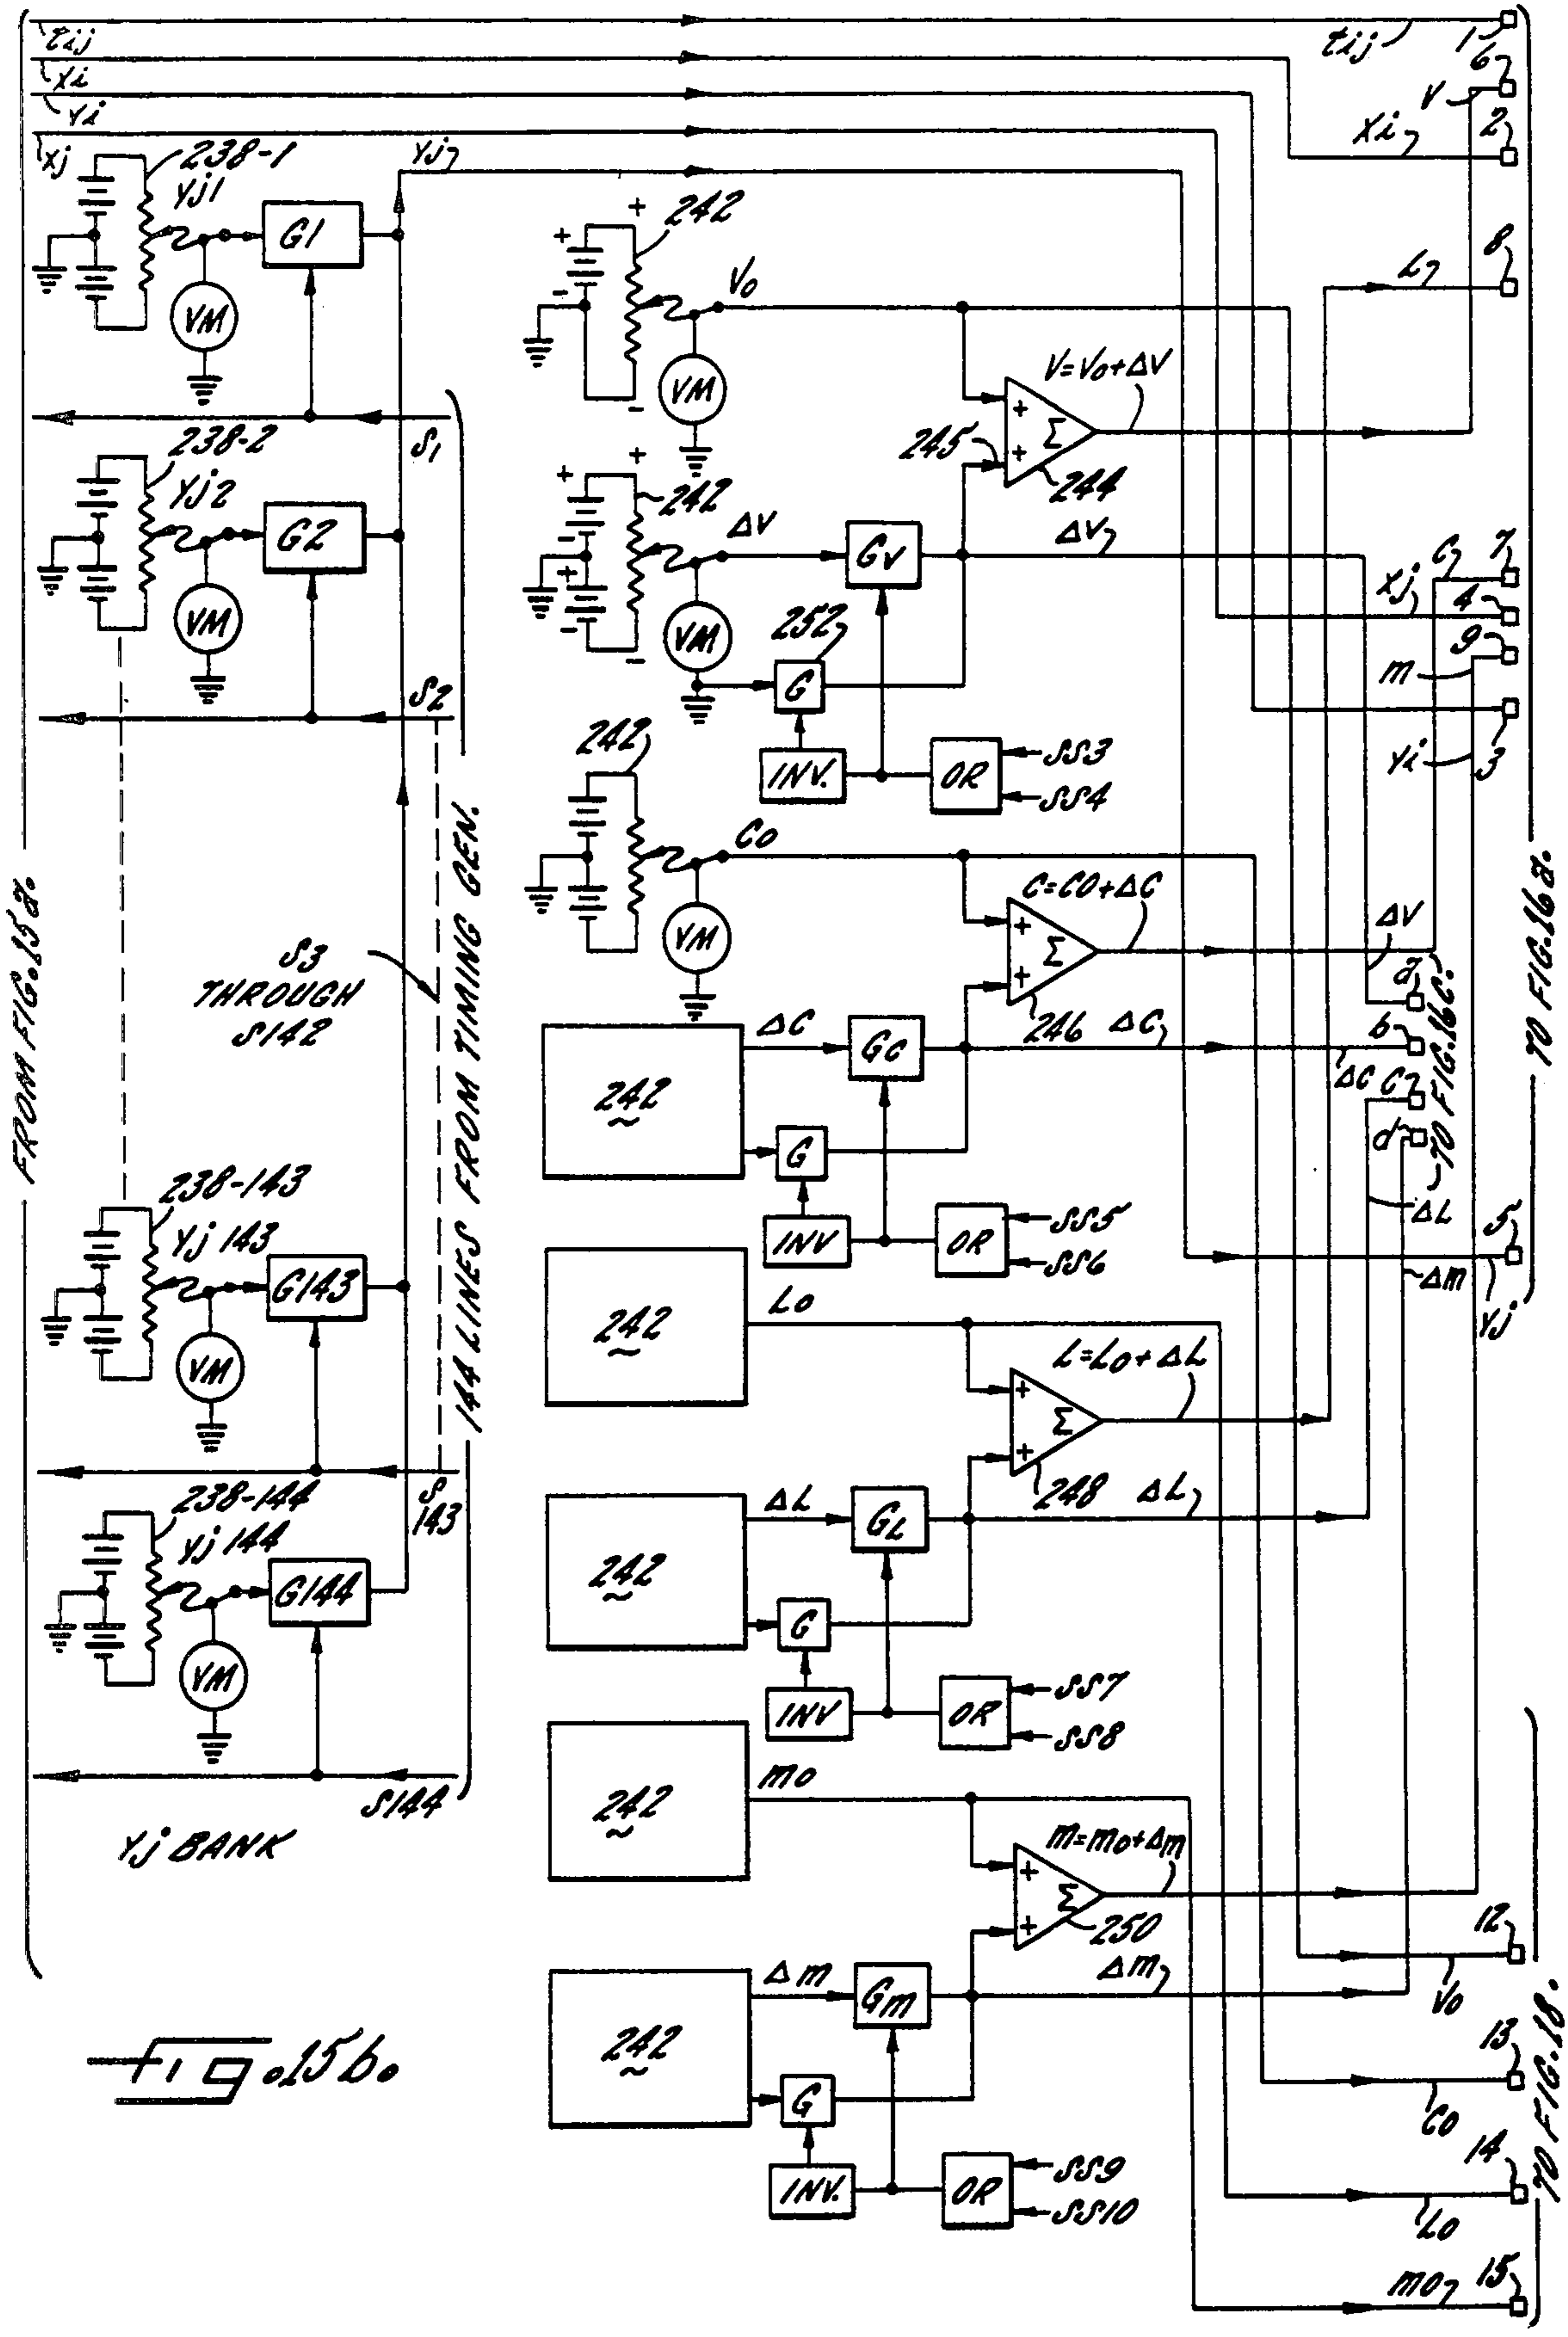 tij
tij
1
xi
6
V
Yi
Xi
2
xj
238-1
Yj1
G1
VM
Yj
+
242
+
-
V0
VM
-
L
8
V=V0+ΔV
S1
238-2
Yj2
G2
VM
S2
+
+
245
Σ
244
+
+
242
-
+
-
-
ΔV
VM
GV
ΔV
252
G
INV.
OR
SS3
SS4
C
7
Xj
4
9
m
Yi
3
242
C0
VM
C=C0+ΔC
+
+
Σ
246
FROM FIG. 15a.
S3
THROUGH
S142
144 LINES FROM TIMING GEN.
ΔV
a
b
ΔC
C
d
TO FIG. 16C.
TO FIG. 16a.
242
ΔC
GC
ΔC
G
INV
OR
SS5
SS6
ΔL
Δm
5
Yj
238-143
Yj 143
G143
VM
S
143
242
L0
L=L0+ΔL
+
+
Σ
248
242
ΔL
GL
ΔL
G
INV
OR
SS7
SS8
238-144
Yj 144
G144
VM
S144
Yj BANK
242
m0
m=m0+Δm
+
+
Σ
250
242
Δm
Gm
Δm
G
INV.
OR
SS9
SS10
12
V0
13
C0
14
L0
m0
15
TO FIG. 18.
Fig. 15b.